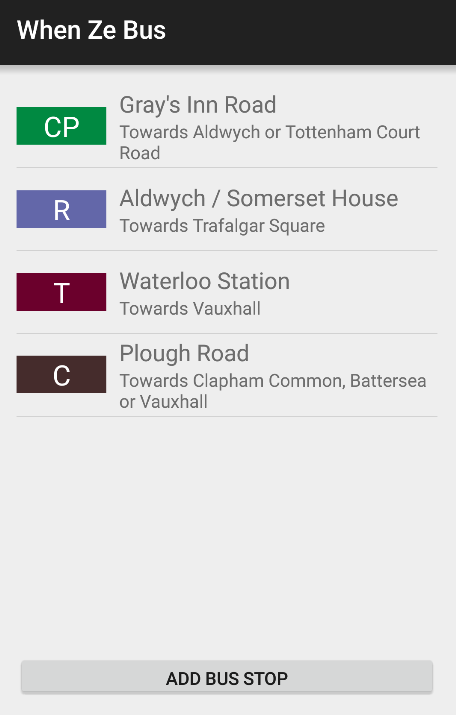 When Ze Bus
CP
Gray's Inn Road
Towards Aldwych or Tottenham Court
Road
R
Aldwych / Somerset House
Towards Trafalgar Square
T
Waterloo Station
Towards Vauxhall
C
Plough Road
Towards Clapham Common, Battersea
or Vauxhall
ADD BUS STOP